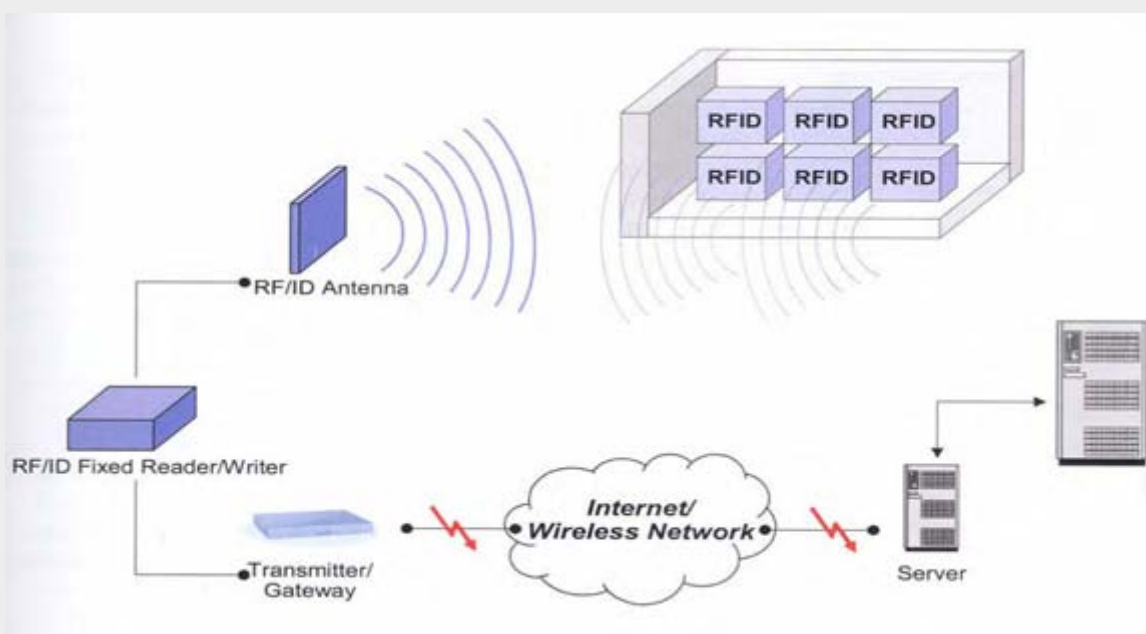 RFID RFID RFID
RFID RFID RFID
RF/ID Antenna
RF/ID Fixed Reader/Writer
Internet/
Wireless Network
Transmitter/
Gateway
Server